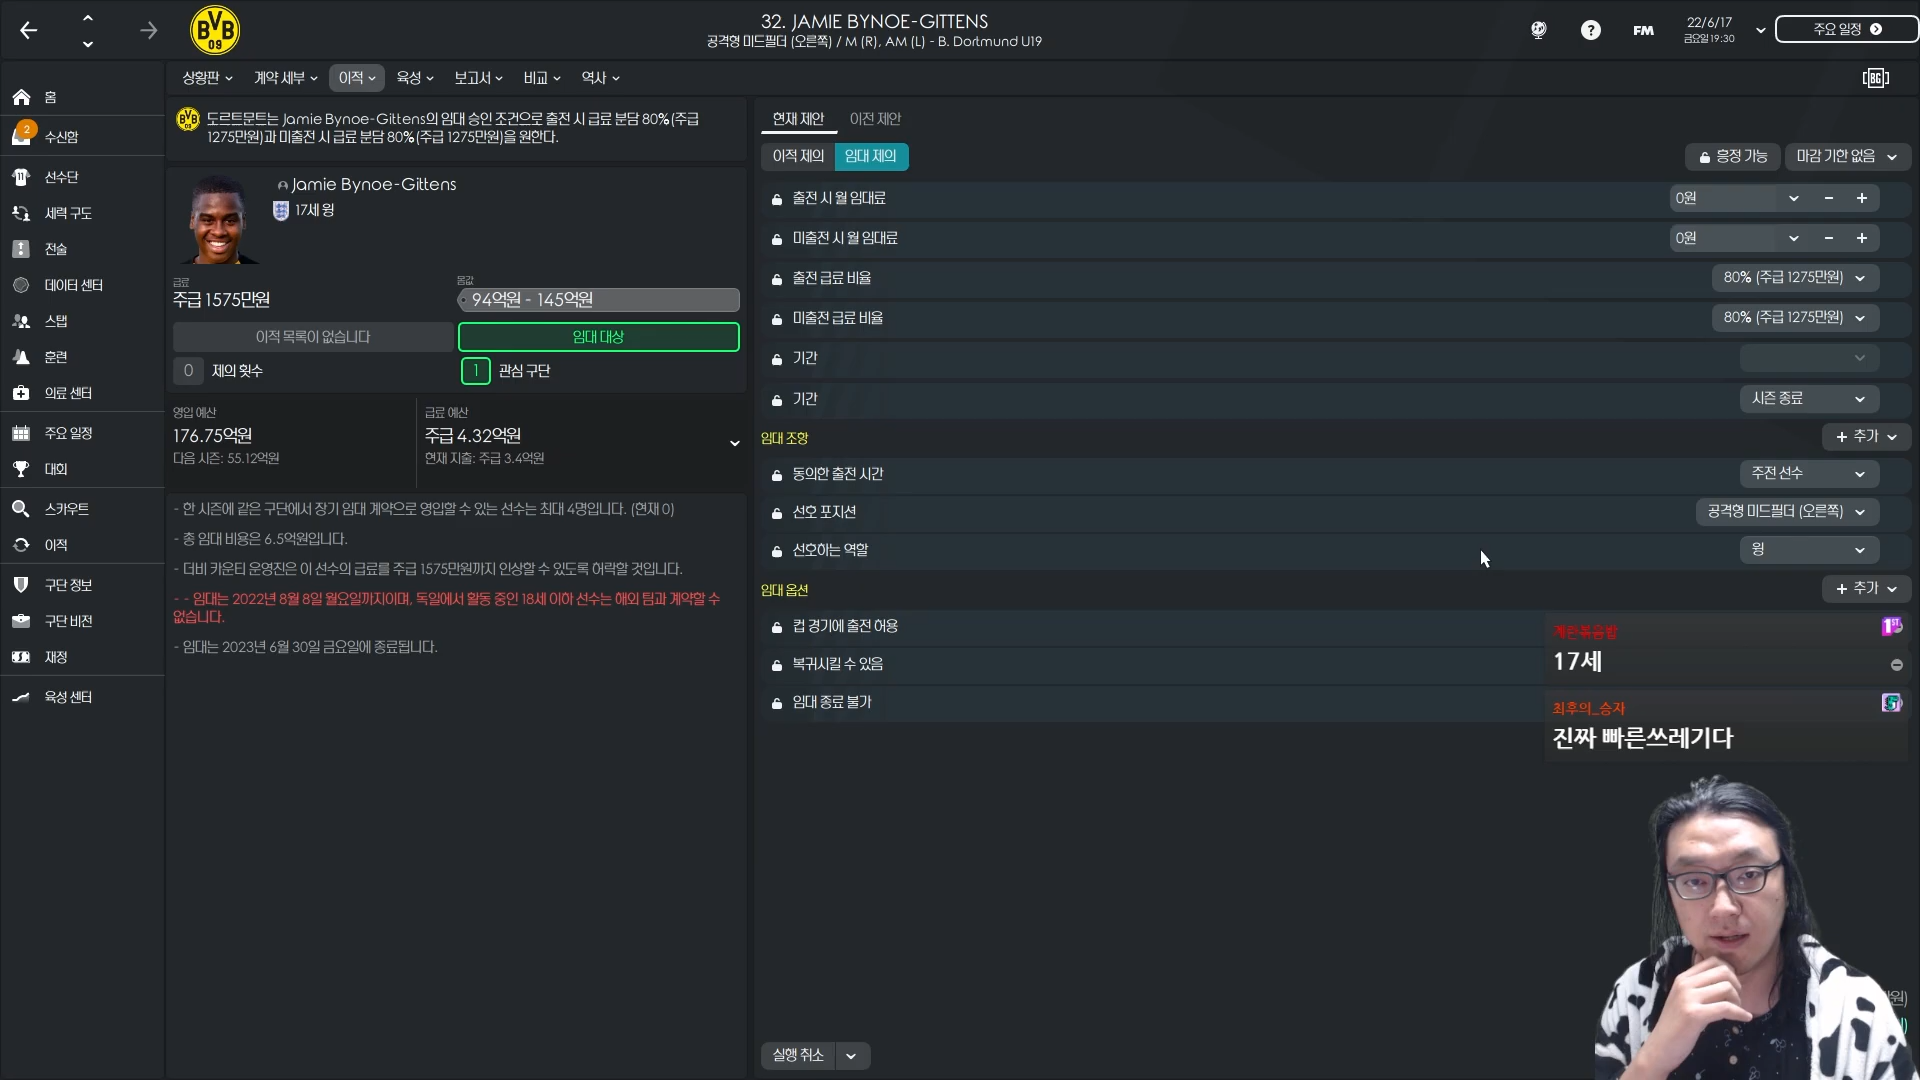 BVB
09
32. JAMIE BYNOE-GITTENS
공격형 미드필더 (오른쪽) / M (R), AM (L) - B. Dortmund U19
?
FM
22/6/17
금요일 19:30
주요 일정
상황판
계약 세부
이적
육성
보고서
비교
역사
[BG]
홈
2
수신함
11
선수단
세력 구도
전술
데이터 센터
스탭
훈련
의료 센터
주요 일정
대회
스카우트
이적
구단 정보
구단 비전
재정
육성 센터
도르트문트는 Jamie Bynoe-Gittens의 임대 승인 조건으로 출전 시 급료 분담 80%(주급
1275만원)과 미출전 시 급료 분담 80%(주급 1275만원)을 원한다.
Jamie Bynoe-Gittens
17세 윙
급료
주급 1575만원
몸값
94억원 - 145억원
이적 목록이 없습니다
임대 대상
0 제의 횟수
1 관심 구단
영입 예산
176.75억원
다음 시즌: 55.12억원
급료 예산
주급 4.32억원
현재 지출: 주급 3.4억원
- 한 시즌에 같은 구단에서 장기 임대 계약으로 영입할 수 있는 선수는 최대 4명입니다. (현재 0)
- 총 임대 비용은 6.5억원입니다.
- 더비 카운티 운영진은 이 선수의 급료를 주급 1575만원까지 인상할 수 있도록 허락할 것입니다.
- - 임대는 2022년 8월 8일 월요일까지이며, 독일에서 활동 중인 18세 이하 선수는 해외 팀과 계약할 수
없습니다.
- 임대는 2023년 6월 30일 금요일에 종료됩니다.
현재 제안
이전 제안
이적 제의
임대 제의
흥정 가능
마감 기한 없음
출전 시 월 임대료
0원
미출전 시 월 임대료
0원
출전 급료 비율
80% (주급 1275만원)
미출전 급료 비율
80% (주급 1275만원)
기간
기간
시즌 종료
임대 조항
+ 추가
동의한 출전 시간
주전 선수
선호 포지션
공격형 미드필더 (오른쪽)
선호하는 역할
윙
임대 옵션
+ 추가
컵 경기에 출전 허용
복귀시킬 수 있음
임대 종료 불가
계란볶음밥
1ST
17세
최후의_승자
진짜 빠른쓰레기다
원)
실행 취소